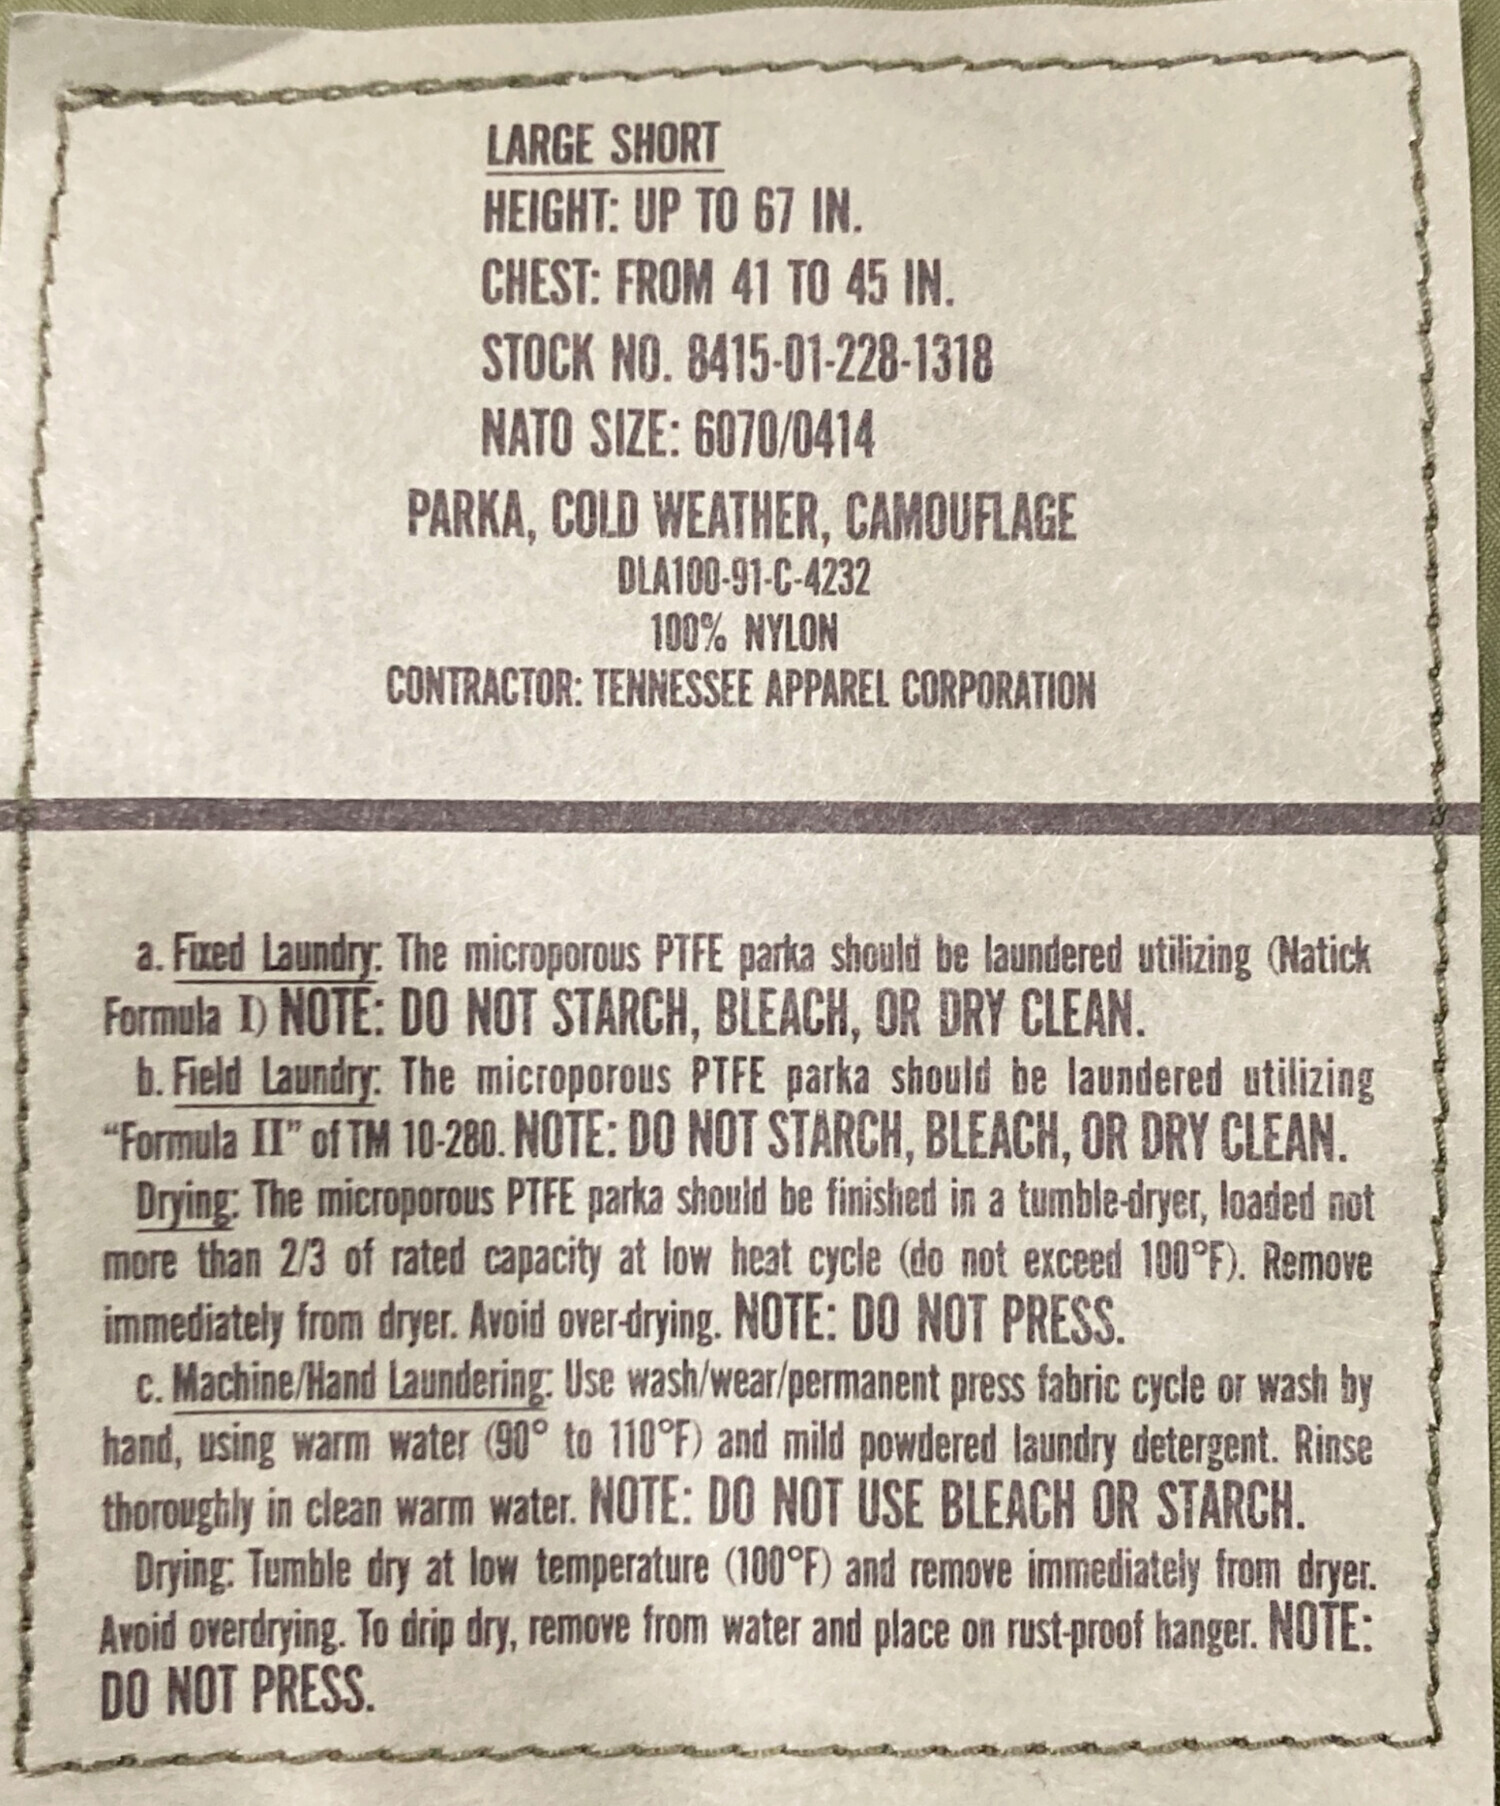 LARGE SHORT
HEIGHT: UP TO 67 IN.
CHEST: FROM 41 TO 45 IN.
STOCK NO. 8415-01-228-1318
NATO SIZE: 6070/0414
PARKA, COLD WEATHER, CAMOUFLAGE
DLA100-91-C-4232
100% NYLON
CONTRACTOR: TENNESSEE APPAREL CORPORATION
a. Fixed Laundry: The microporous PTFE parka should be laundered utilizing (Natick
Formula I) NOTE: DO NOT STARCH, BLEACH, OR DRY CLEAN.
b. Field Laundry: The microporous PTFE parka should be laundered utilizing
“Formula II” of TM 10-280. NOTE: DO NOT STARCH, BLEACH, OR DRY CLEAN.
Drying: The microporous PTFE parka should be finished in a tumble-dryer, loaded not
more than 2/3 of rated capacity at low heat cycle (do not exceed 100°F). Remove
immediately from dryer. Avoid over-drying. NOTE: DO NOT PRESS.
c. Machine/Hand Laundering: Use wash/wear/permanent press fabric cycle or wash by
hand, using warm water (90° to 110°F) and mild powdered laundry detergent. Rinse
thoroughly in clean warm water. NOTE: DO NOT USE BLEACH OR STARCH.
Drying: Tumble dry at low temperature (100°F) and remove immediately from dryer.
Avoid overdrying. To drip dry, remove from water and place on rust-proof hanger. NOTE:
DO NOT PRESS.